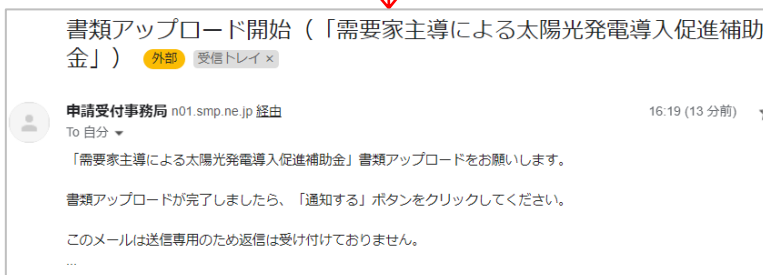 書類アップロード開始（「需要家主導による太陽光発電導入促進補助
金」） 外部 受信トレイ ×
申請受付事務局 n01.smp.ne.jp 経由 16:19 (13 分前)
To 自分
「需要家主導による太陽光発電導入促進補助金」書類アップロードをお願いします。
書類アップロードが完了しましたら、「通知する」ボタンをクリックしてください。
このメールは送信専用のため返信は受け付けておりません。
...